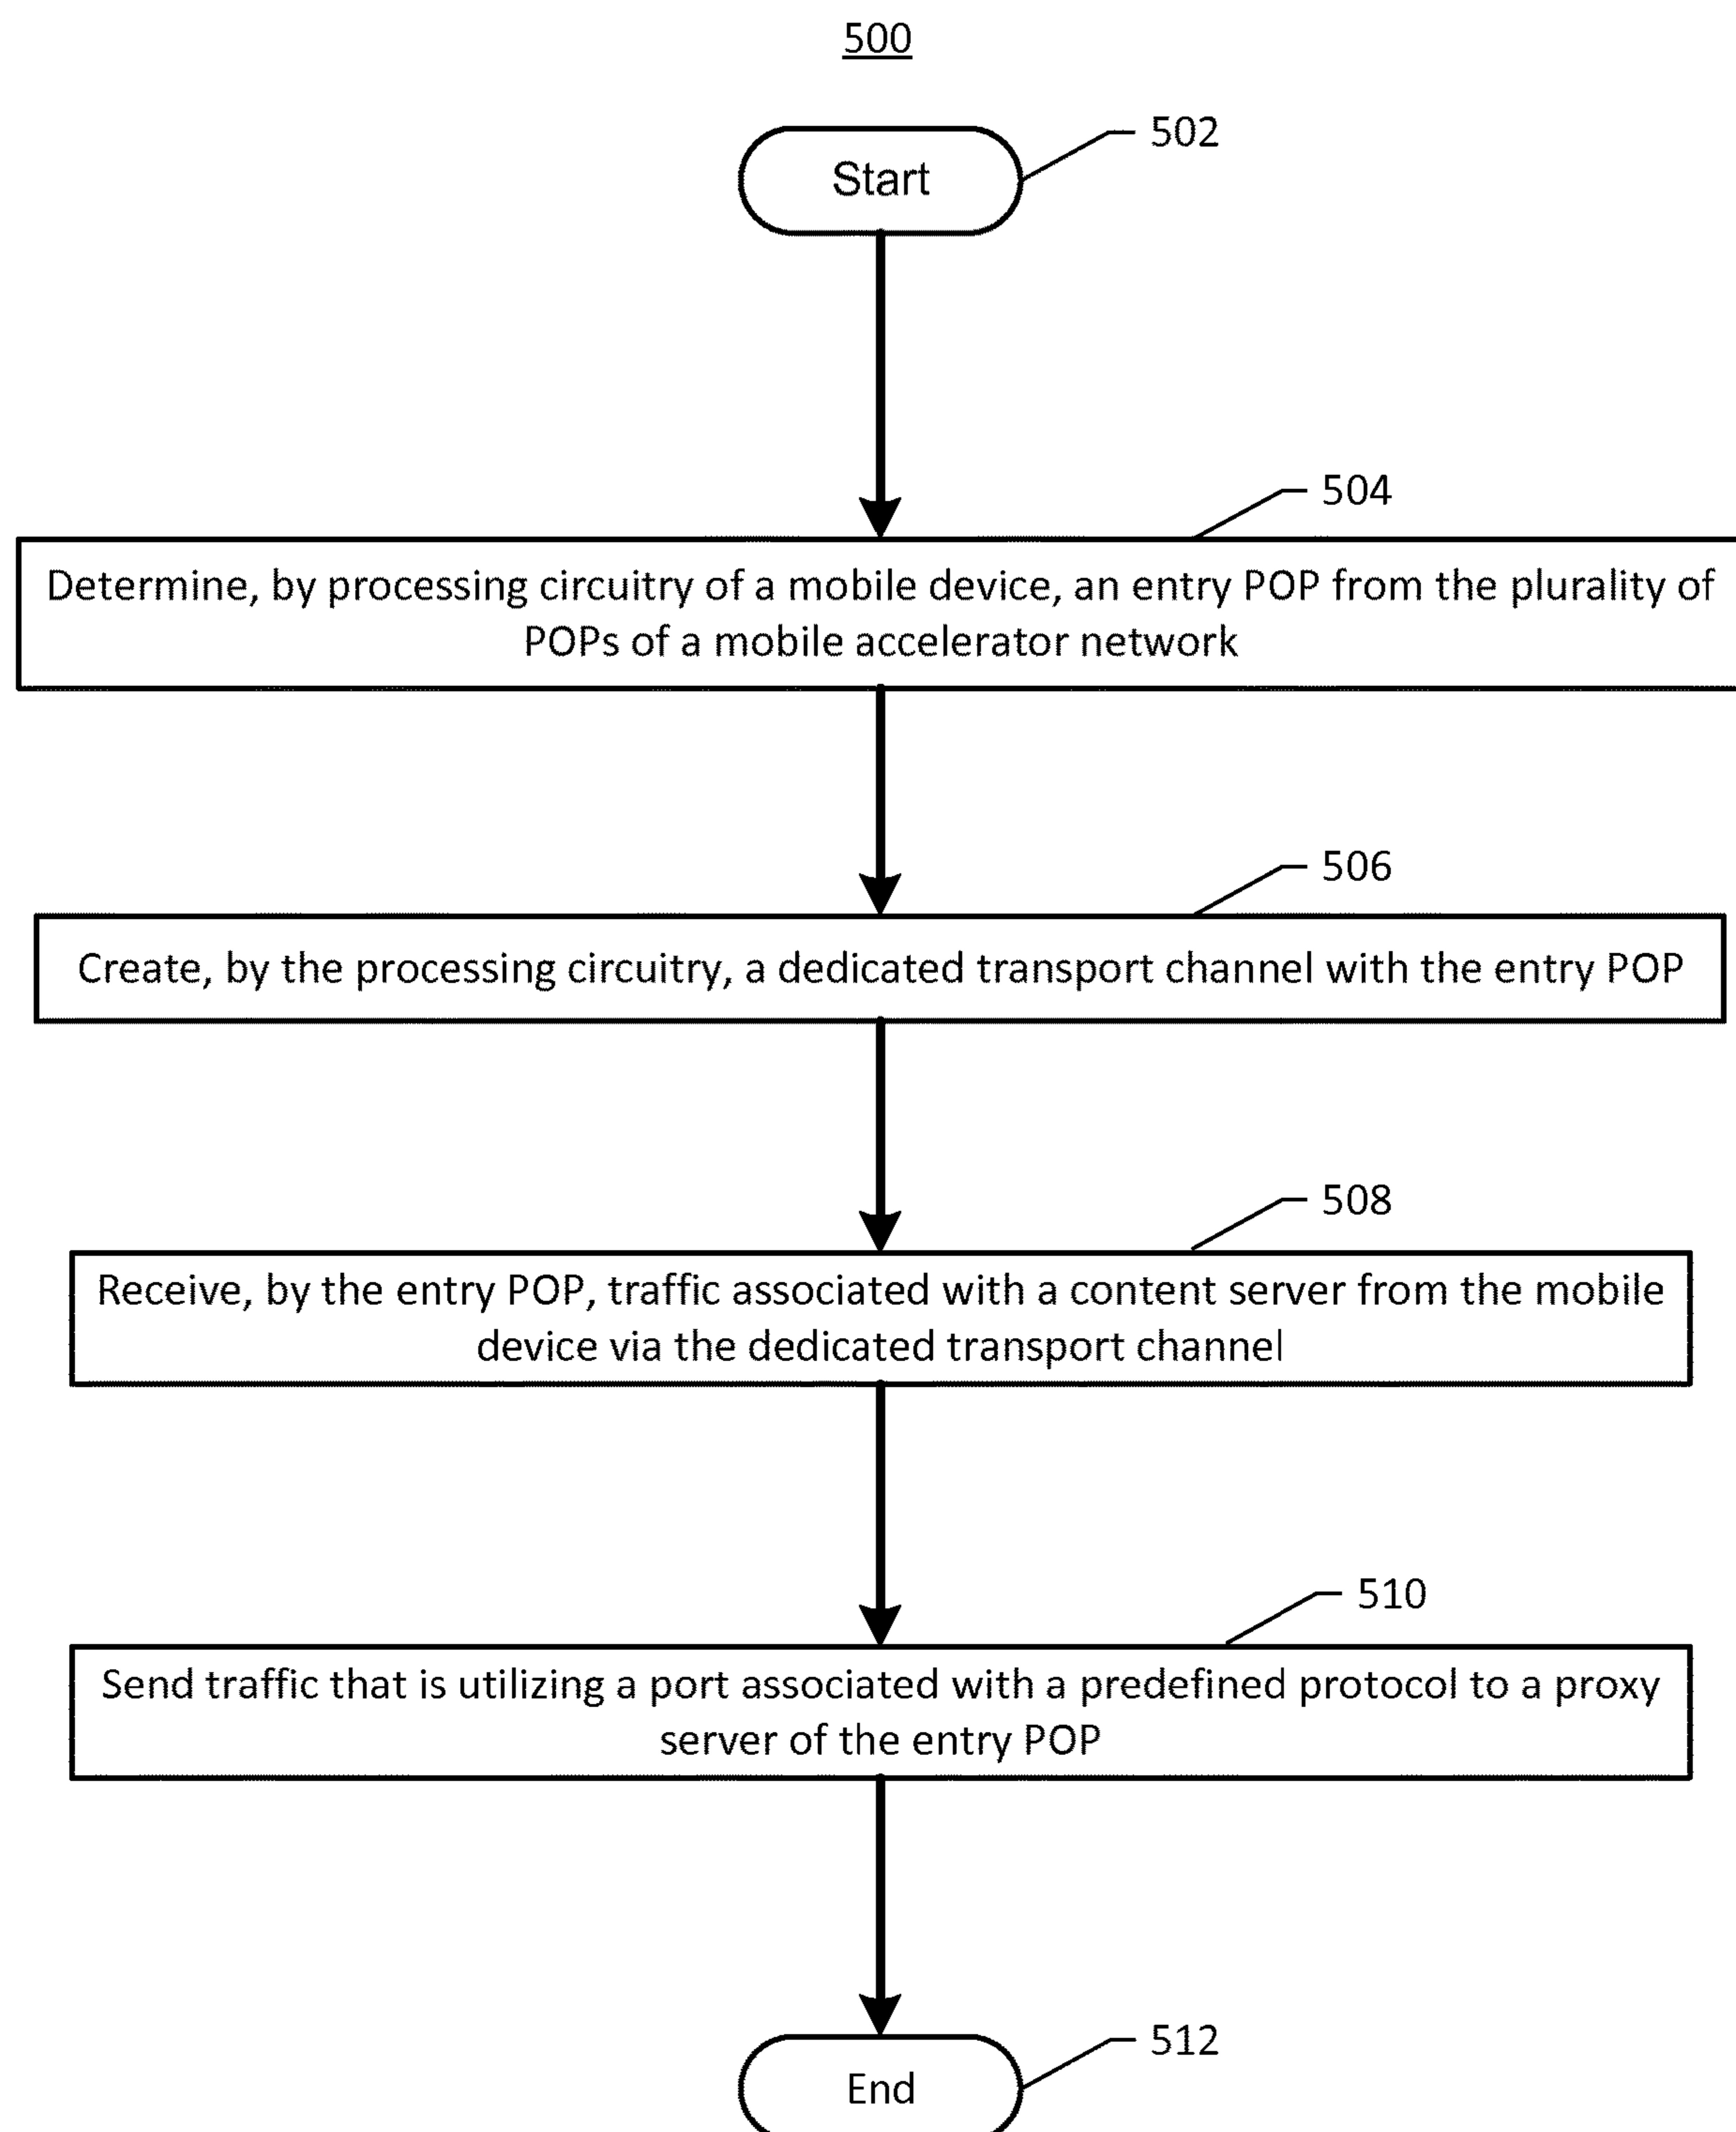 500
502
Start
504
Determine, by processing circuitry of a mobile device, an entry POP from the plurality of
POPs of a mobile accelerator network
506
Create, by the processing circuitry, a dedicated transport channel with the entry POP
508
Receive, by the entry POP, traffic associated with a content server from the mobile
device via the dedicated transport channel
510
Send traffic that is utilizing a port associated with a predefined protocol to a proxy
server of the entry POP
512
End